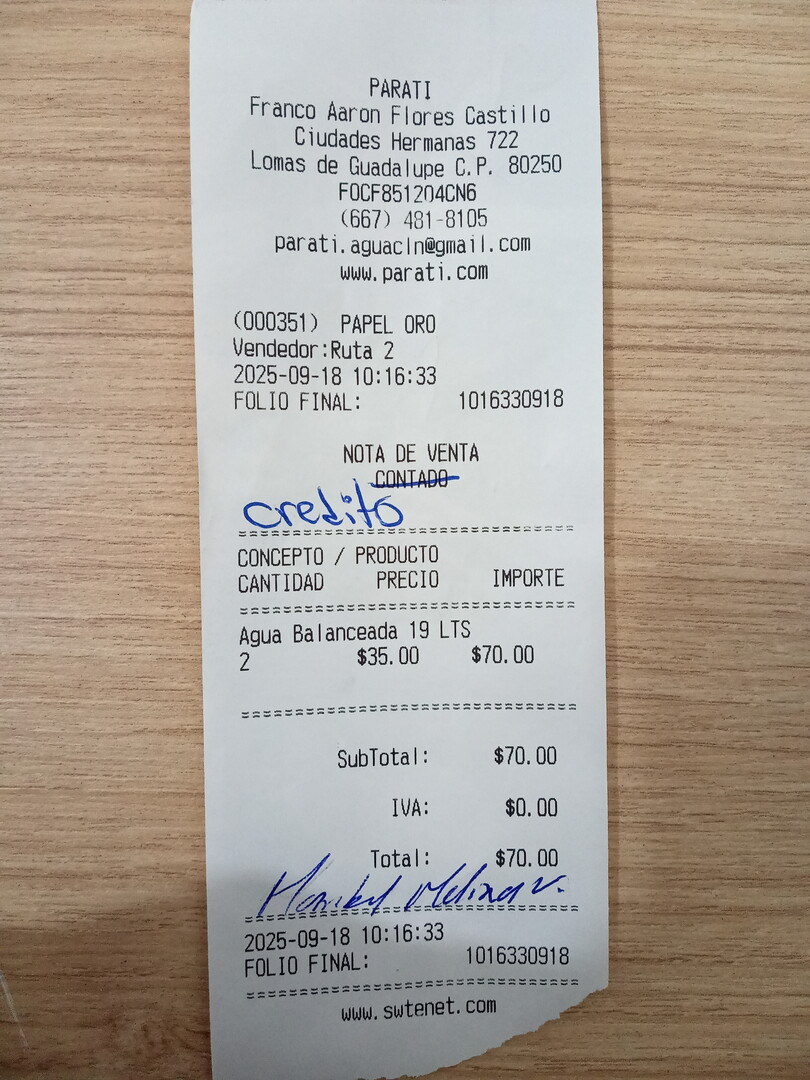 PARATI
Franco Aaron Flores Castillo
Ciudades Hermanas 722
Lomas de Guadalupe C.P. 80250
FOCF851204CN6
(667) 481-8105
parati.aguacln@gmail.com
www.parati.com
(000351) PAPEL ORO
Vendedor:Ruta 2
2025-09-18 10:16:33
FOLIO FINAL: 1016330918
NOTA DE VENTA
CONTADO
credito
CONCEPTO / PRODUCTO
CANTIDAD PRECIO IMPORTE
Agua Balanceada 19 LTS
2 $35.00 $70.00
SubTotal: $70.00
IVA: $0.00
Total: $70.00
Molina v.
2025-09-18 10:16:33
FOLIO FINAL: 1016330918
www.swtenet.com